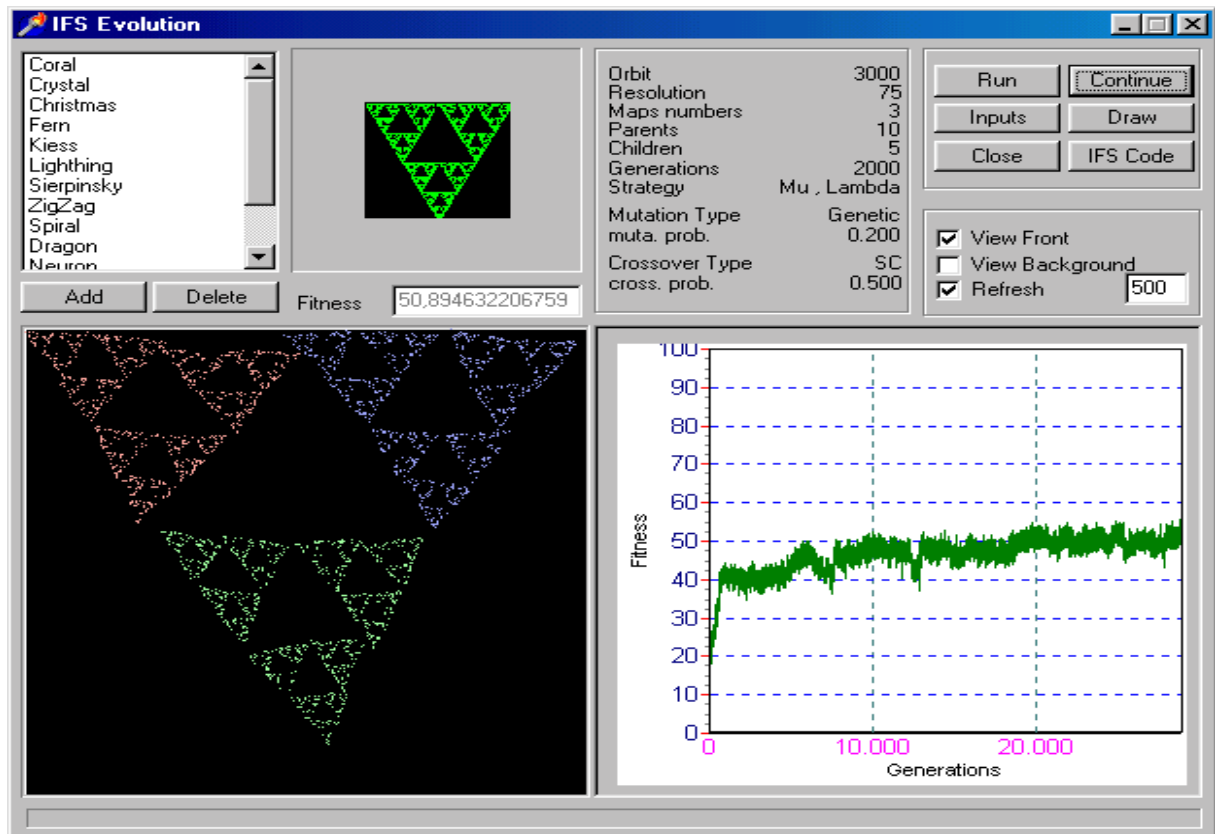 IFS Evolution
Coral
Crystal
Christmas
Fern
Kiess
Lighthing
Sierpinsky
ZigZag
Spiral
Dragon
Neuron
Add
Delete
Fitness
50,894632206759
Orbit 3000
Resolution 75
Maps numbers 3
Parents 10
Children 5
Generations 2000
Strategy Mu , Lambda
Mutation Type Genetic
muta. prob. 0.200
Crossover Type SC
cross. prob. 0.500
Run
Continue
Inputs
Draw
Close
IFS Code
View Front
View Background
Refresh
500
100
90
80
70
60
50
40
30
20
10
0
Fitness
0 10.000 20.000
Generations